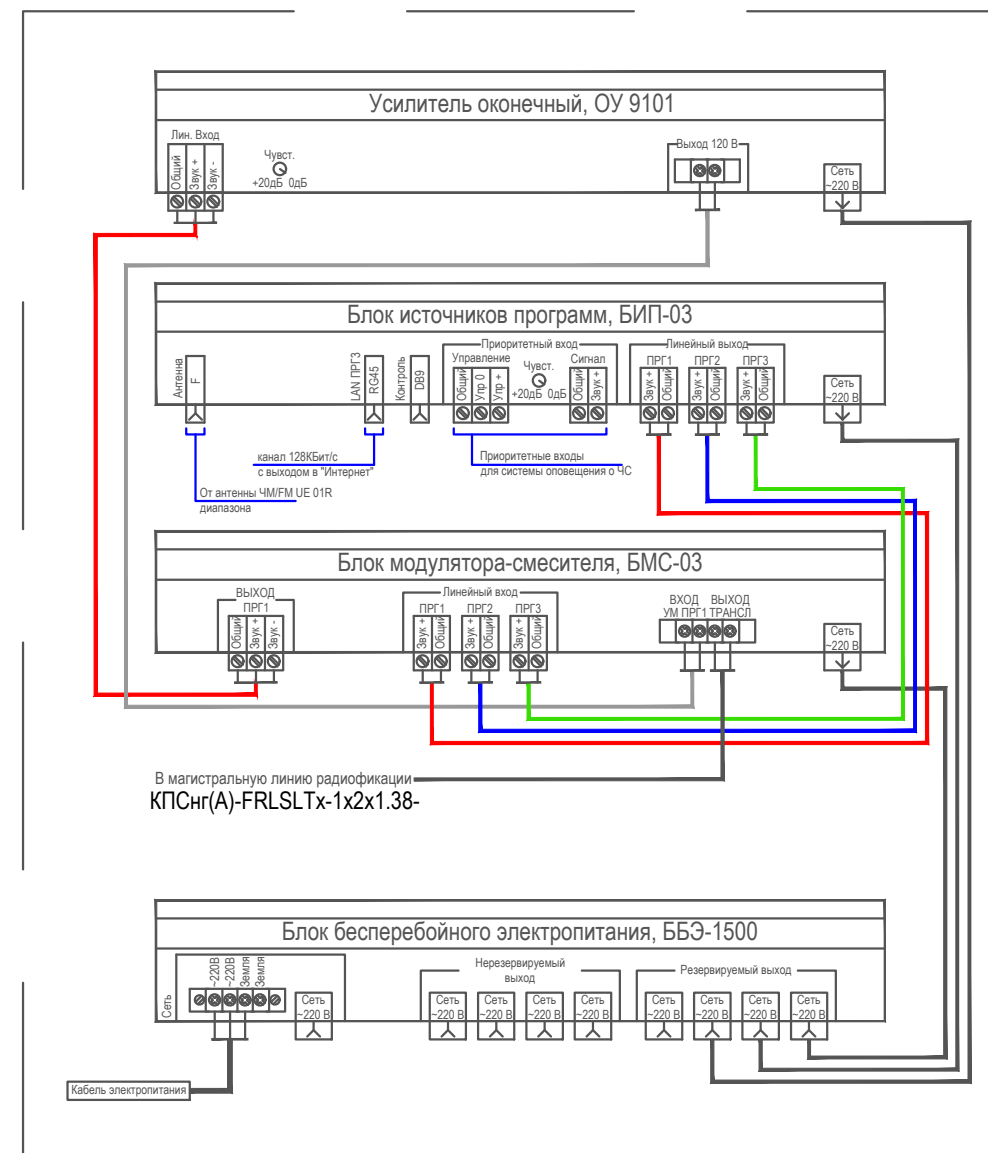 Усилитель оконечный, ОУ 9101
Лин. Вход
Общий
Звук +
Звук -
Чувст.
+20дБ 0дБ
Выход 120 В
Сеть
~220 В
Блок источников программ, БИП-03
Антенна
F
LAN ПРГ3
RG45
Контроль
DB9
Приоритетный вход
Управление
Общий
Упр 0
Упр +
Чувст.
+20дБ 0дБ
Сигнал
Общий
Звук +
Линейный выход
ПРГ1
ПРГ2
ПРГ3
Звук +
Общий
Звук +
Общий
Звук +
Общий
Сеть
~220 В
канал 128КБит/с
с выходом в "Интернет"
Приоритетные входы
для системы оповещения о ЧС
От антенны ЧМ/FM UE 01R
диапазона
Блок модулятора-смесителя, БМС-03
ВЫХОД
ПРГ1
Общий
Звук +
Звук -
Линейный вход
ПРГ1
ПРГ2
ПРГ3
Звук +
Общий
Звук +
Общий
Звук +
Общий
ВХОД ВЫХОД
УМ ПРГ1 ТРАНСЛ
Сеть
~220 В
В магистральную линию радиофикации
КПСнг(А)-FRLSLTx-1x2x1.38-
Блок бесперебойного электропитания, ББЭ-1500
Сеть
~220В
~220В
Земля
Земля
Сеть
~220 В
Нерезервируемый
выход
Сеть
~220 В
Сеть
~220 В
Сеть
~220 В
Сеть
~220 В
Резервируемый выход
Сеть
~220 В
Сеть
~220 В
Сеть
~220 В
Сеть
~220 В
Кабель электропитания